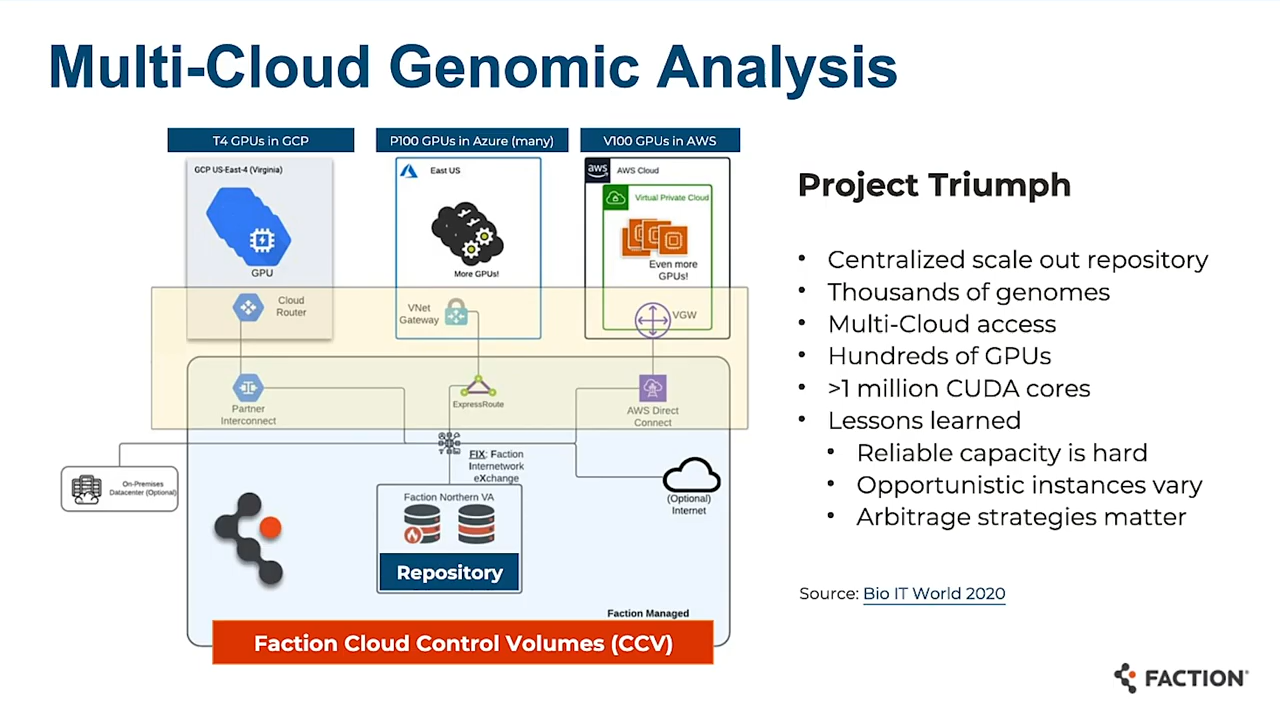 Multi-Cloud Genomic Analysis
T4 GPUs in GCP
P100 GPUs in Azure (many)
V100 GPUs in AWS
GCP US-East-4 (Virginia)
GPU
Cloud
Router
East US
More GPUs!
VNet
Gateway
aws
AWS Cloud
Virtual Private Cloud
Even more
GPUs!
VGW
Partner
Interconnect
ExpressRoute
AWS Direct
Connect
FIX: Faction
Internetwork
eXchange
On-Premises
Datacenter (Optional)
(Optional)
Internet
Faction Northern VA
Repository
Faction Managed
Faction Cloud Control Volumes (CCV)
Project Triumph
• Centralized scale out repository
• Thousands of genomes
• Multi-Cloud access
• Hundreds of GPUs
• >1 million CUDA cores
• Lessons learned
• Reliable capacity is hard
• Opportunistic instances vary
• Arbitrage strategies matter
Source: Bio IT World 2020
FACTION®